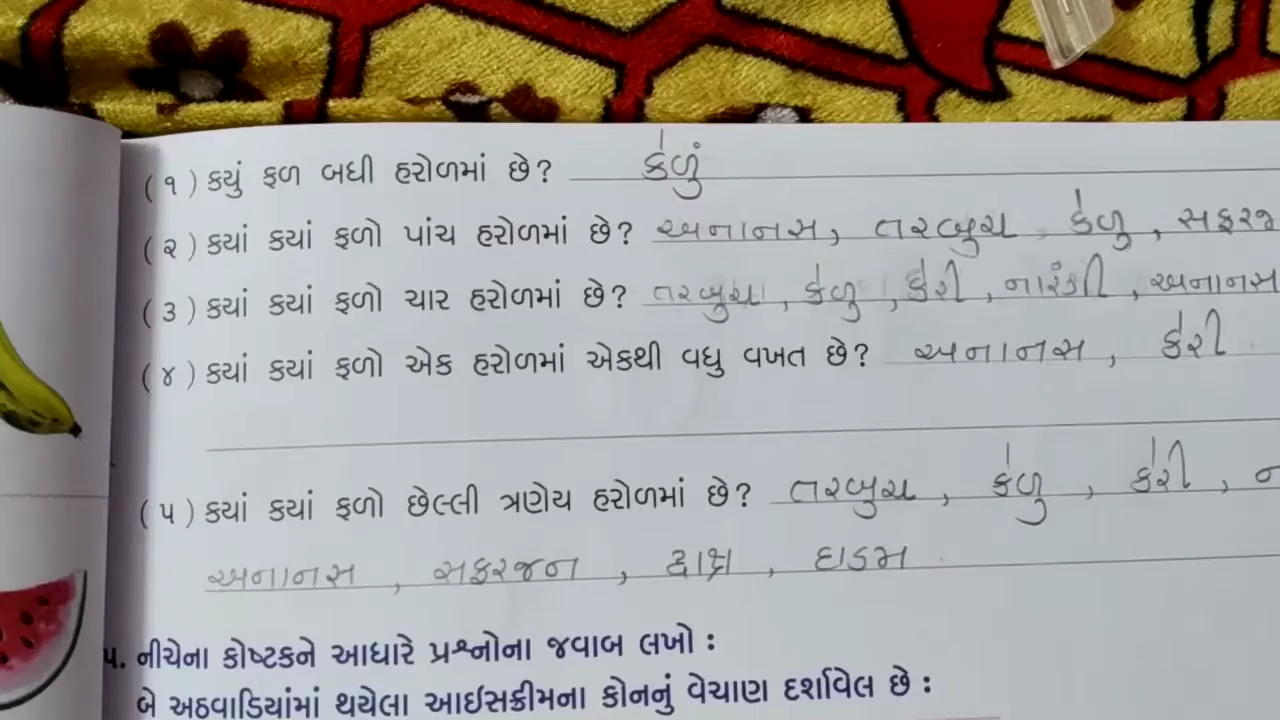 (૧) કયું ફળ બધી હરોળમાં છે? કેળું
(૨) કયાં કયાં ફળો પાંચ હરોળમાં છે? અનાનસ, તરબુચ કેળુ, સફરજ
(૩) કયાં કયાં ફળો ચાર હરોળમાં છે? તરબુચ, કેળુ, કેરી, નારંગી, અનાનસ
(૪) કયાં કયાં ફળો એક હરોળમાં એકથી વધુ વખત છે? અનાનસ, કેરી
(૫) કયાં કયાં ફળો છેલ્લી ત્રણેય હરોળમાં છે? તરબુચ, કેળુ, કેરી,
અનાનસ, સફરજન, દ્રાક્ષ, દાડમ
૫. નીચેના કોષ્ટકને આધારે પ્રશ્નોના જવાબ લખો :
બે અઠવાડિયાંમાં થયેલા આઈસક્રીમના કોનનું વેચાણ દર્શાવેલ છે :